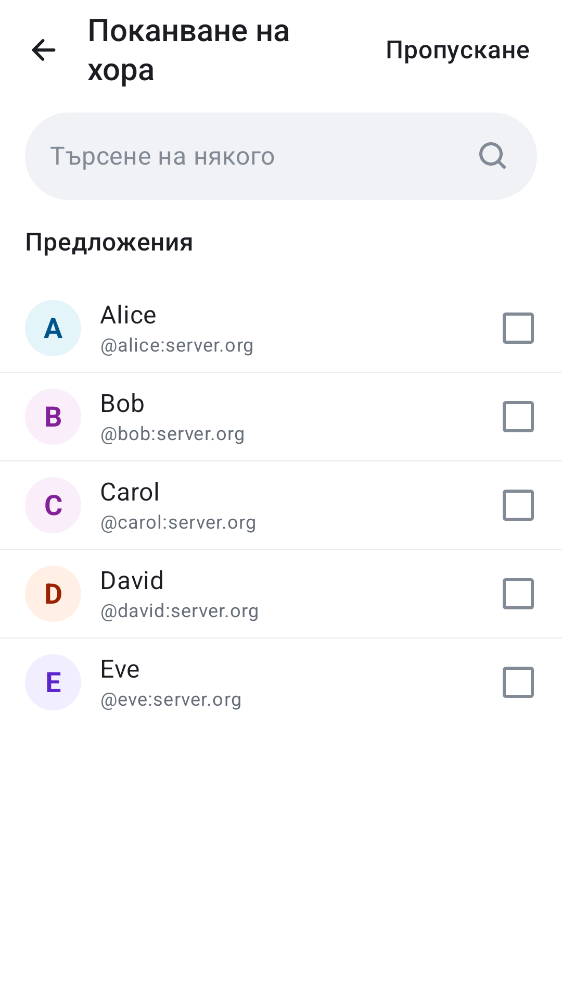 Поканване на
хора
Пропускане
Търсене на някого
Предложения
A
Alice
@alice:server.org
B
Bob
@bob:server.org
C
Carol
@carol:server.org
D
David
@david:server.org
E
Eve
@eve:server.org